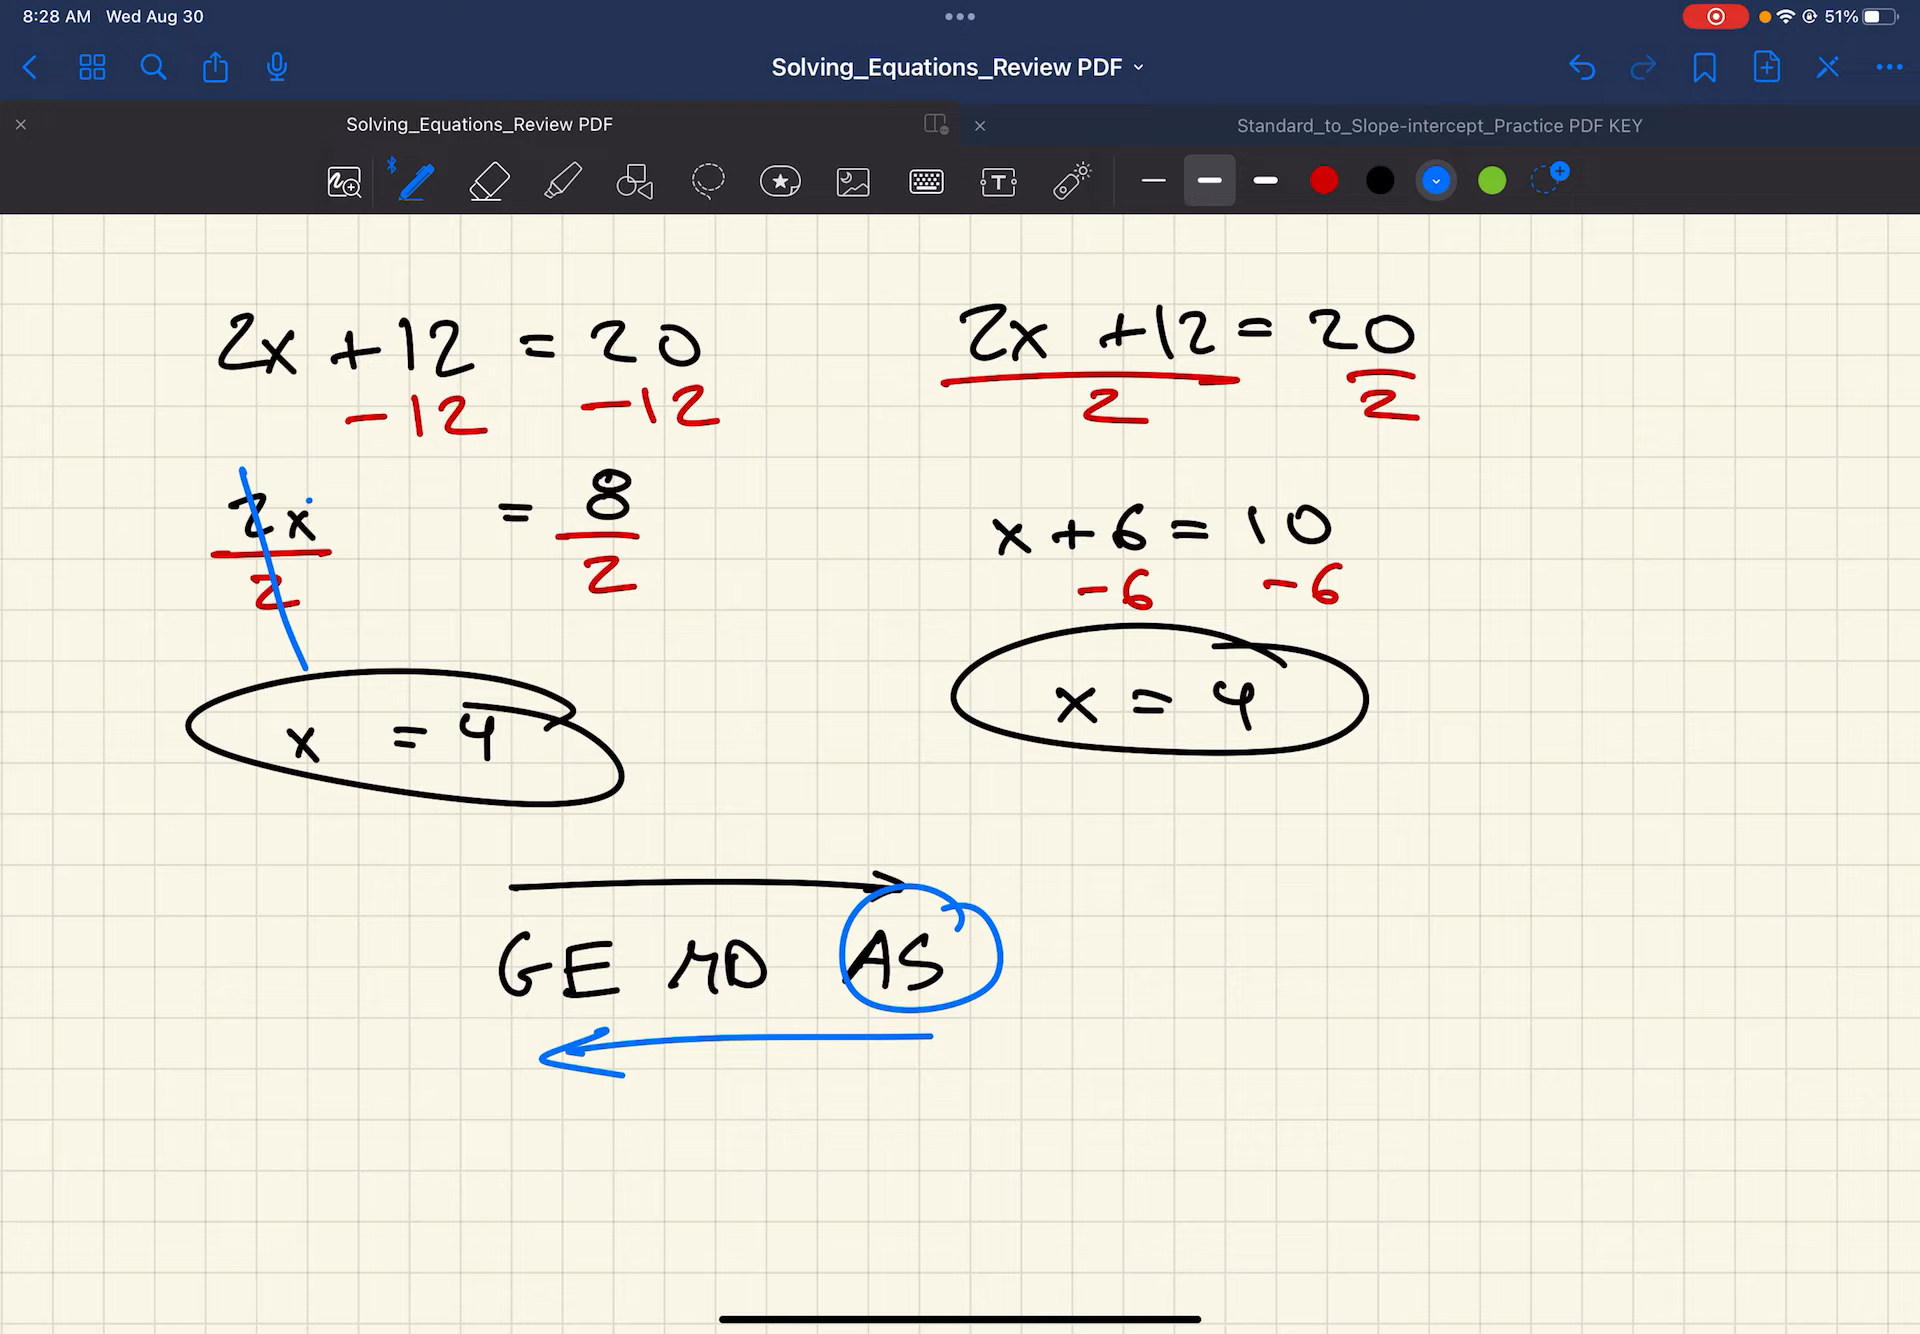 8:28 AM Wed Aug 30
51%
Solving_Equations_Review PDF
Solving_Equations_Review PDF
Standard_to_Slope-intercept_Practice PDF KEY
T
2x + 12 = 20
-12 -12
2x = 8
2 2
x = 4
2x + 12 = 20
2 2
x + 6 = 10
-6 -6
x = 4
GE MD AS